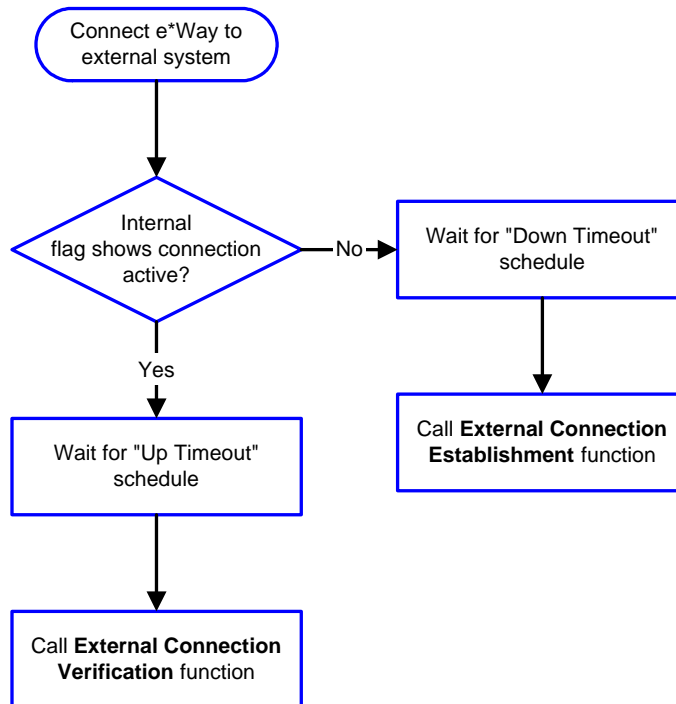 Connect e*Way to
external system
Internal
flag shows connection
active?
No
Wait for "Down Timeout"
schedule
Yes
Call External Connection
Establishment function
Wait for "Up Timeout"
schedule
Call External Connection
Verification function